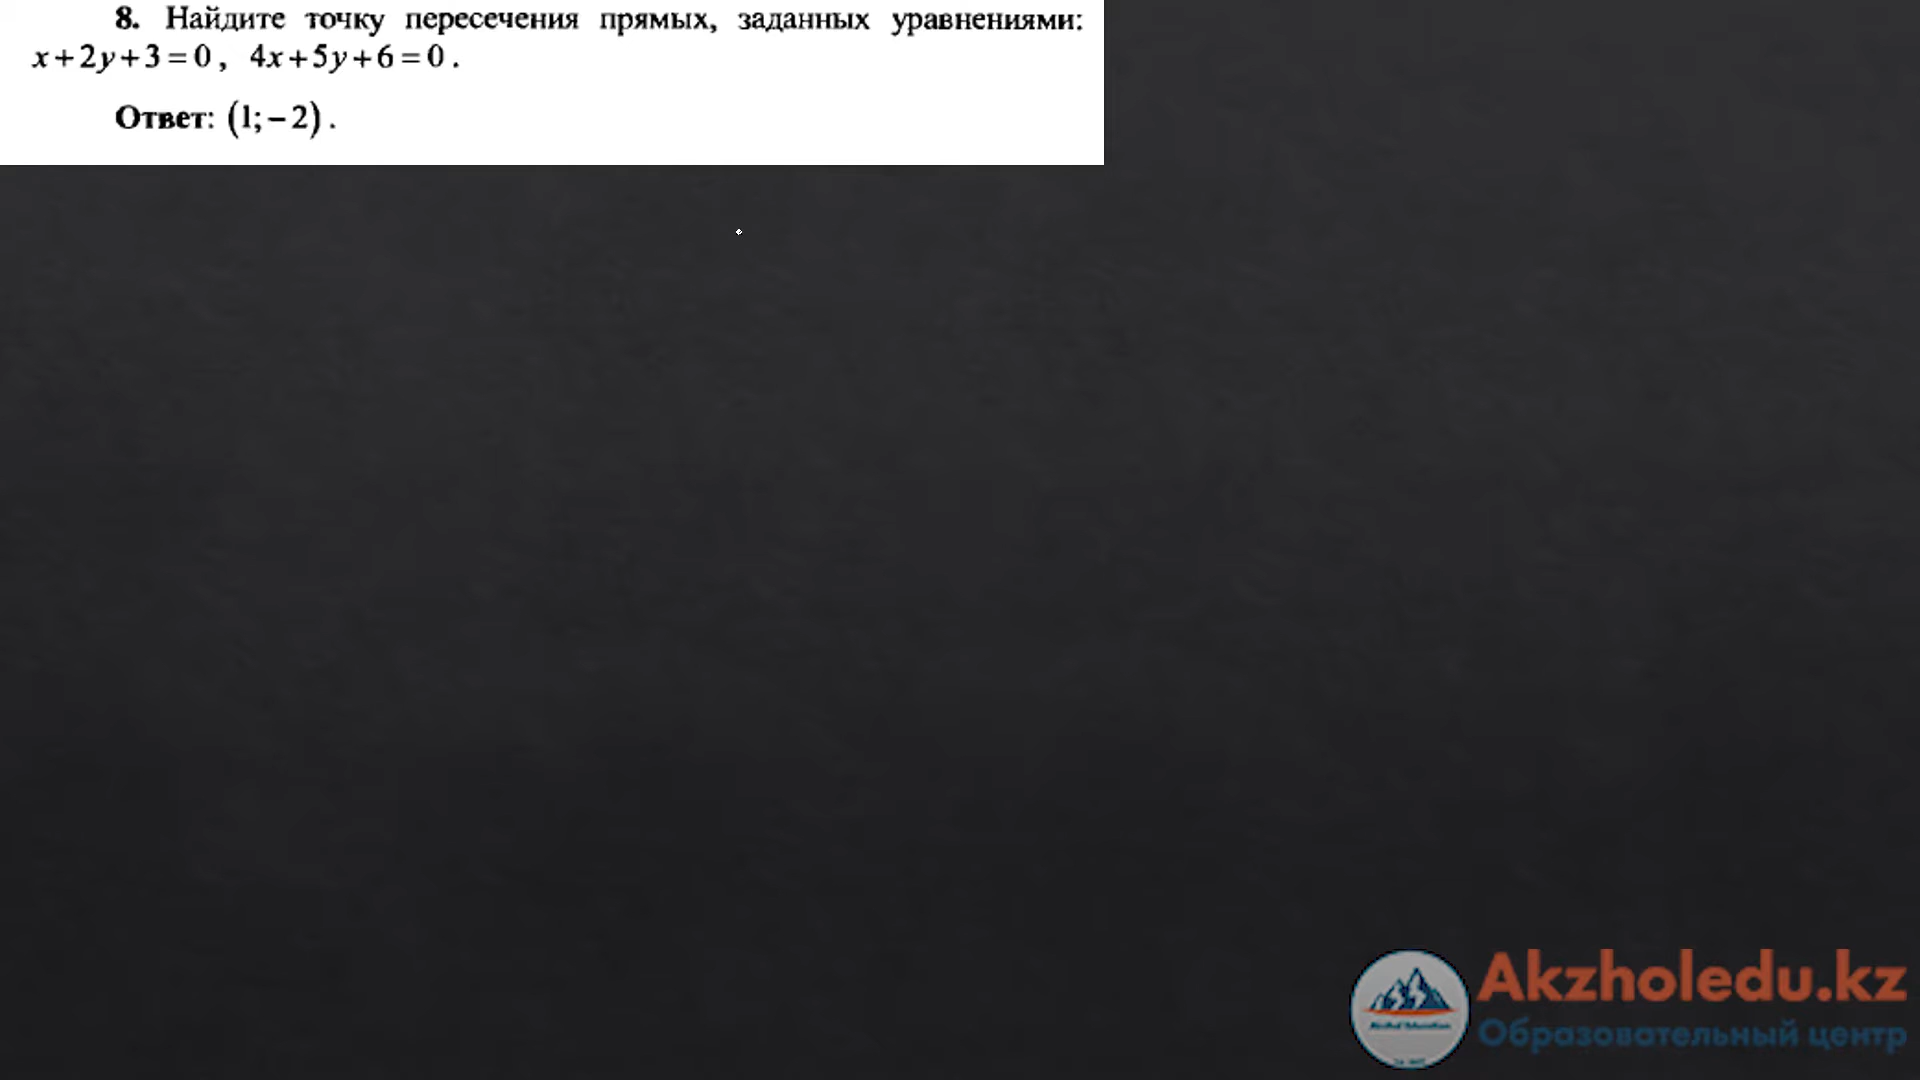 8. Найдите точку пересечения прямых, заданных уравнениями:
x+2y+3=0, 4x+5y+6=0.
Ответ: (1;−2).
Akzholedu.kz
Образовательный центр